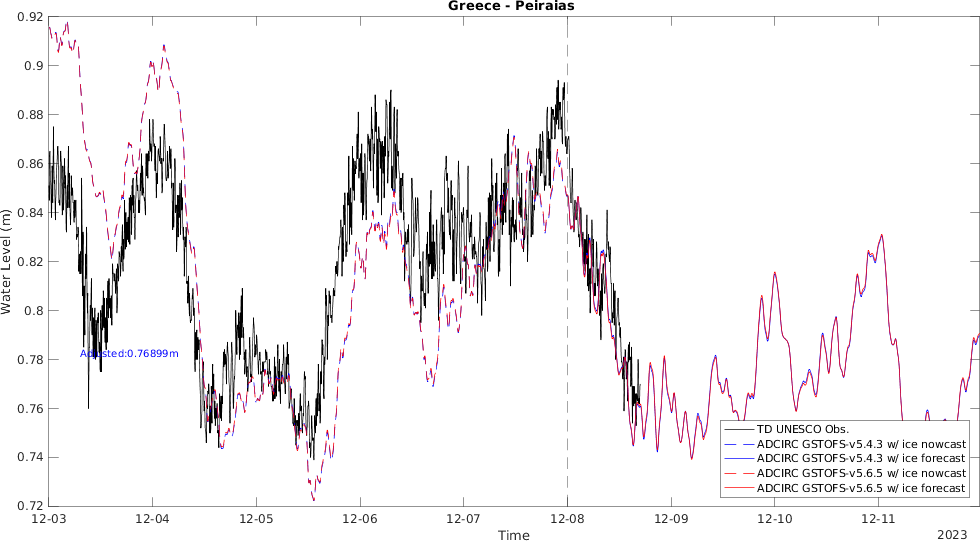 Greece - Peiraias
0.92
0.9
0.88
0.86
0.84
0.82
0.8
0.78
0.76
0.74
0.72
Water Level (m)
Adjusted:0.76899m
12-03
12-04
12-05
12-06
12-07
12-08
12-09
12-10
12-11
Time
2023
TD UNESCO Obs.
ADCIRC GSTOFS-v5.4.3 w/ ice nowcast
ADCIRC GSTOFS-v5.4.3 w/ ice forecast
ADCIRC GSTOFS-v5.6.5 w/ ice nowcast
ADCIRC GSTOFS-v5.6.5 w/ ice forecast